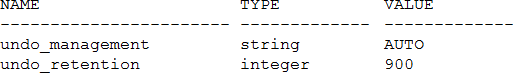 NAME TYPE VALUE
----------------------- ------------- -------------
undo_management string AUTO
undo_retention integer 900